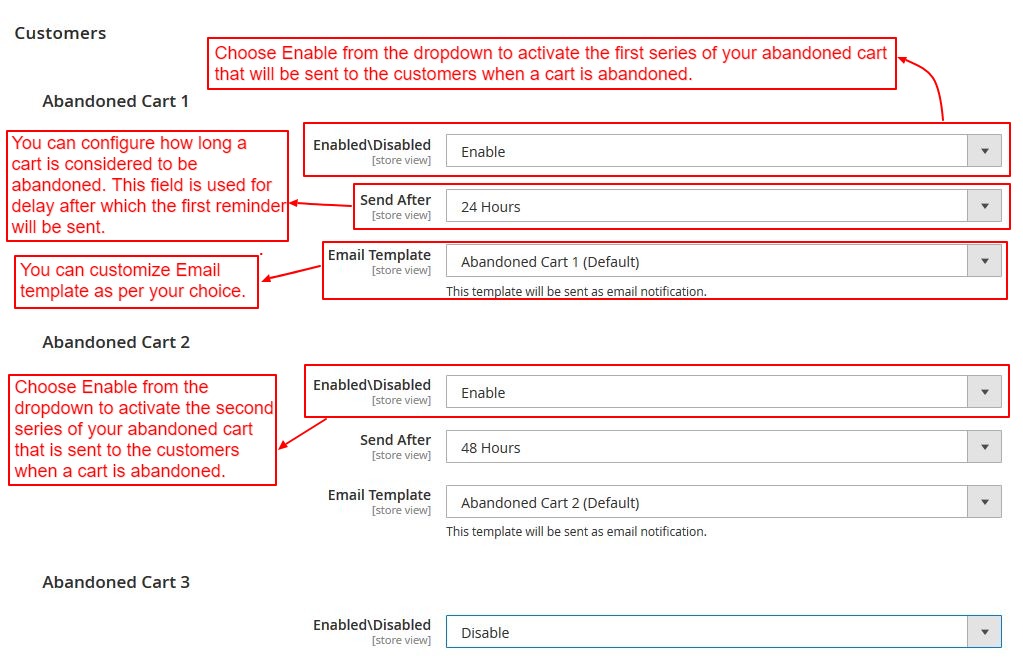 Customers
Choose Enable from the dropdown to activate the first series of your abandoned cart
that will be sent to the customers when a cart is abandoned.
Abandoned Cart 1
You can configure how long a
cart is considered to be
abandoned. This field is used for
delay after which the first reminder
will be sent.
Enabled\Disabled
[store view]
Enable
Send After
[store view]
24 Hours
You can customize Email
template as per your choice.
Email Template
[store view]
Abandoned Cart 1 (Default)
This template will be sent as email notification.
Abandoned Cart 2
Choose Enable from the
dropdown to activate the second
series of your abandoned cart
that is sent to the customers
when a cart is abandoned.
Enabled\Disabled
[store view]
Enable
Send After
[store view]
48 Hours
Email Template
[store view]
Abandoned Cart 2 (Default)
This template will be sent as email notification.
Abandoned Cart 3
Enabled\Disabled
[store view]
Disable